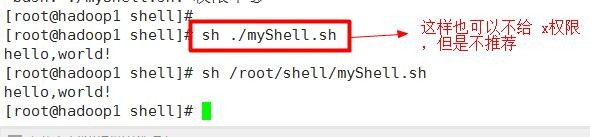 [root@hadoop1 shell]#
[root@hadoop1 shell]# sh ./myShell.sh
这样也可以不给 x权限
，但是不推荐
hello,world!
[root@hadoop1 shell]# sh /root/shell/myShell.sh
hello,world!
[root@hadoop1 shell]#